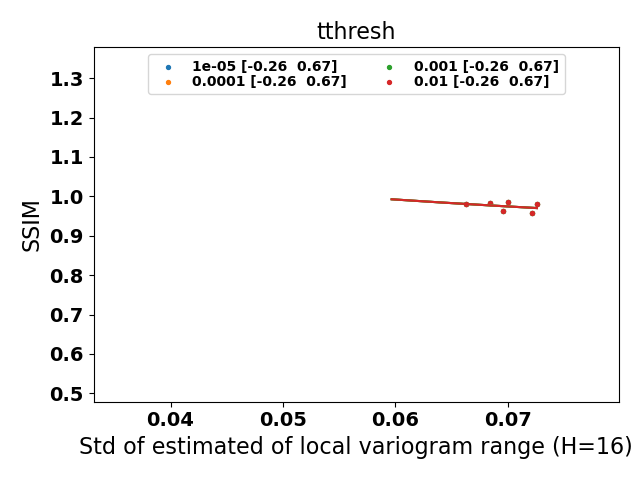 tthresh
1e-05 [-0.26  0.67]
0.0001 [-0.26  0.67]
0.001 [-0.26  0.67]
0.01 [-0.26  0.67]
SSIM
1.3
1.2
1.1
1.0
0.9
0.8
0.7
0.6
0.5
0.04 0.05 0.06 0.07
Std of estimated of local variogram range (H=16)